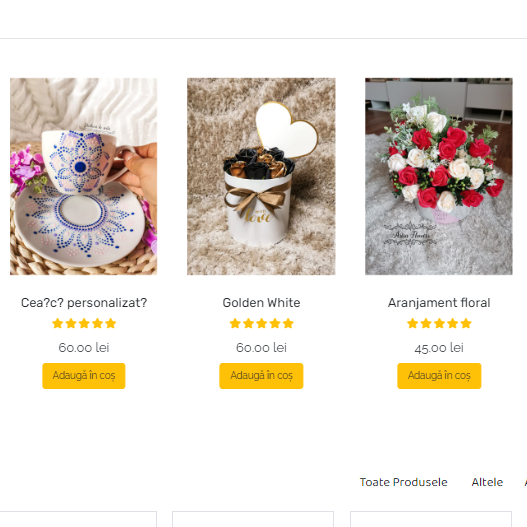 Love
Cea?c? personalizat?
Golden White
Aranjament floral
60.00 lei
60.00 lei
45.00 lei
Adaugă în coș
Adaugă în coș
Adaugă în coș
Toate Produsele
Altele